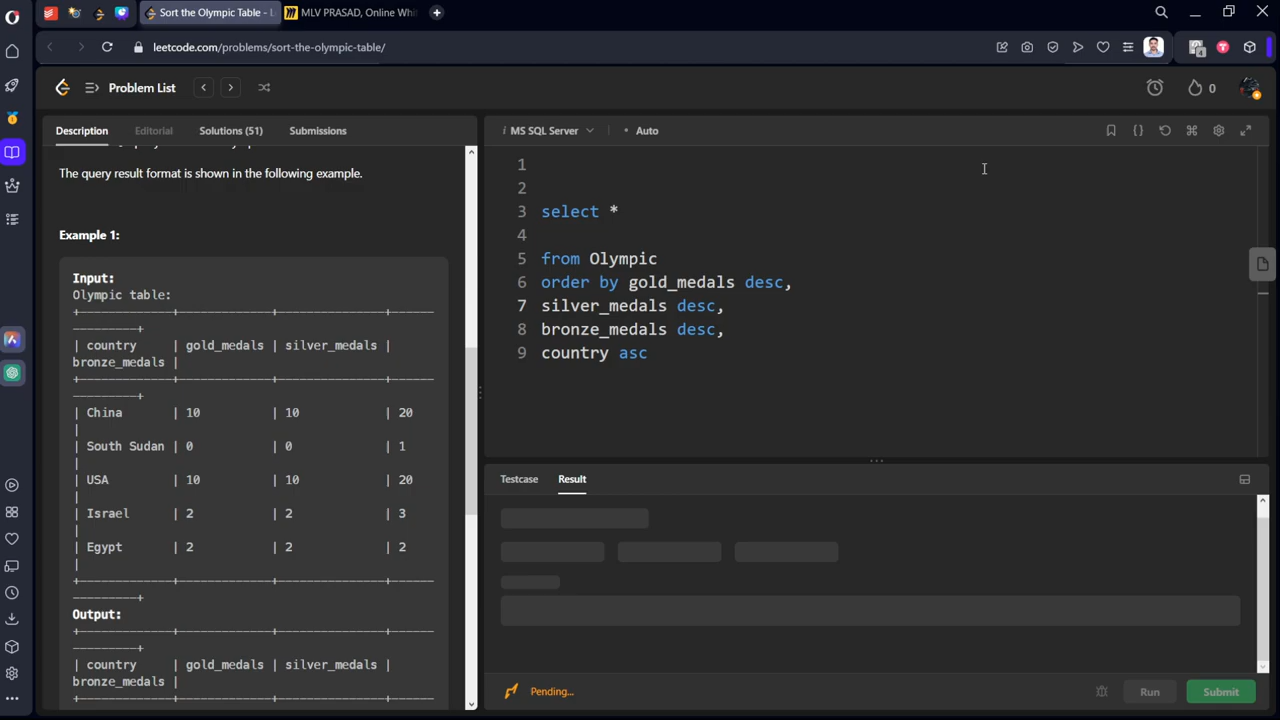 Sort the Olympic Table - L
MLV PRASAD, Online Whi
leetcode.com/problems/sort-the-olympic-table/
4
Problem List
0
Description
Editorial
Solutions (51)
Submissions
The query result format is shown in the following example.
Example 1:
Input:
Olympic table:
+--------------+-------------+---------------+------
---------+
| country | gold_medals | silver_medals |
bronze_medals |
+--------------+-------------+---------------+------
---------+
| China | 10 | 10 | 20
|
| South Sudan | 0 | 0 | 1
|
| USA | 10 | 10 | 20
|
| Israel | 2 | 2 | 3
|
| Egypt | 2 | 2 | 2
|
+--------------+-------------+---------------+------
---------+
Output:
+--------------+-------------+---------------+------
---------+
| country | gold_medals | silver_medals |
bronze_medals |
+--------------+-------------+---------------+------
i MS SQL Server
• Auto
1
2
3 select *
4
5 from Olympic
6 order by gold_medals desc,
7 silver_medals desc,
8 bronze_medals desc,
9 country asc
Testcase
Result
Pending...
Run
Submit